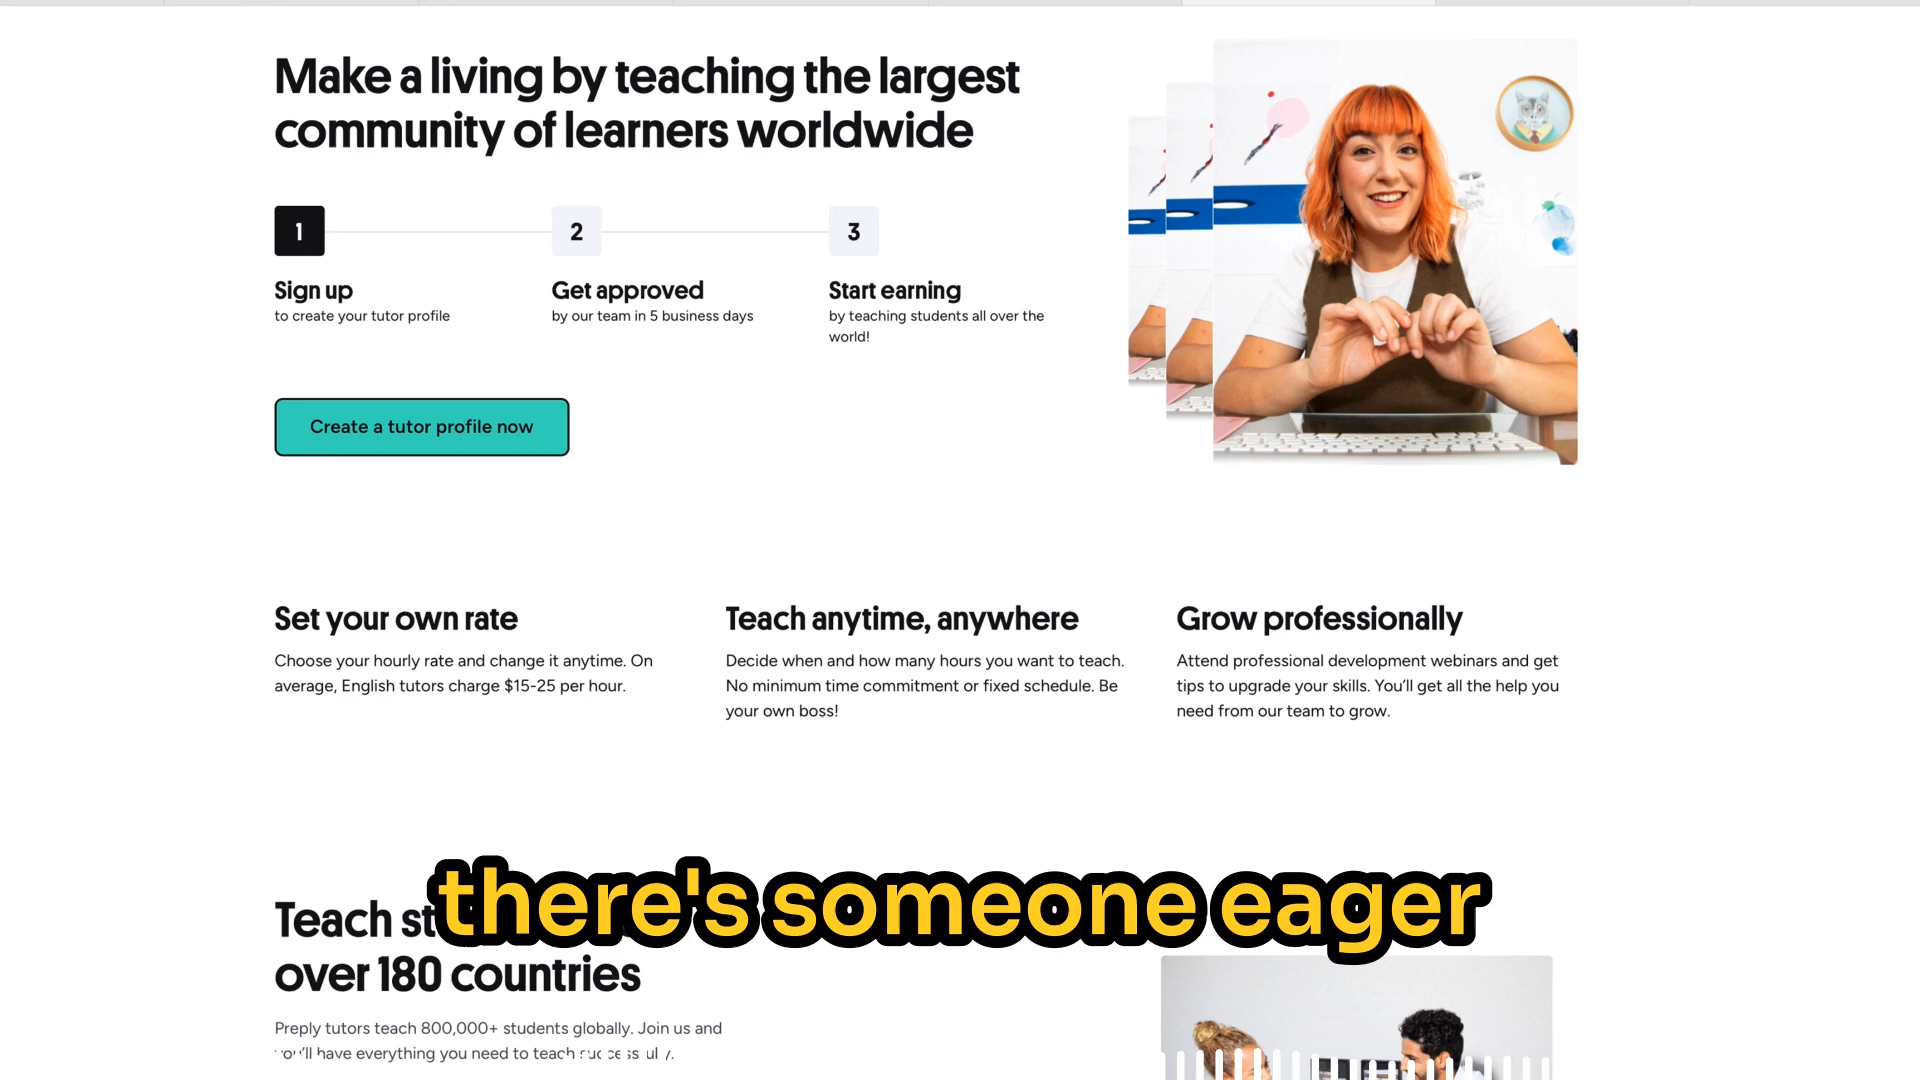 Make a living by teaching the largest
community of learners worldwide
1
2
3
Sign up
to create your tutor profile
Get approved
by our team in 5 business days
Start earning
by teaching students all over the
world!
Create a tutor profile now
Set your own rate
Choose your hourly rate and change it anytime. On
average, English tutors charge $15-25 per hour.
Teach anytime, anywhere
Decide when and how many hours you want to teach.
No minimum time commitment or fixed schedule. Be
your own boss!
Grow professionally
Attend professional development webinars and get
tips to upgrade your skills. You’ll get all the help you
need from our team to grow.
Teach
there's someone eager
over 180 countries
Preply tutors teach 800,000+ students globally. Join us and
you’ll have everything you need to teach